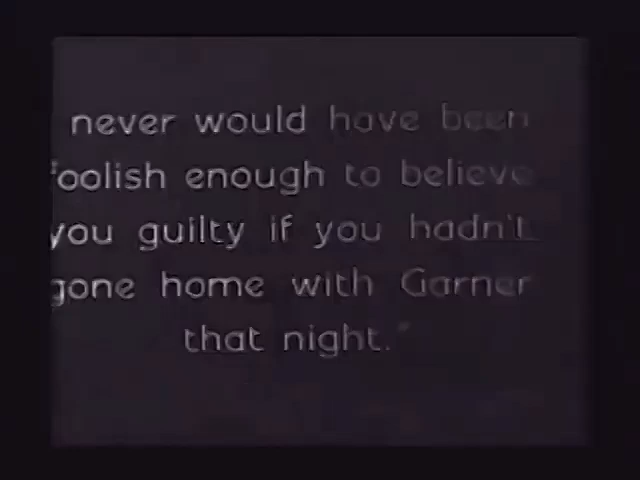 never would have been
foolish enough to believe
you guilty if you hadn't
gone home with Garner
that night."